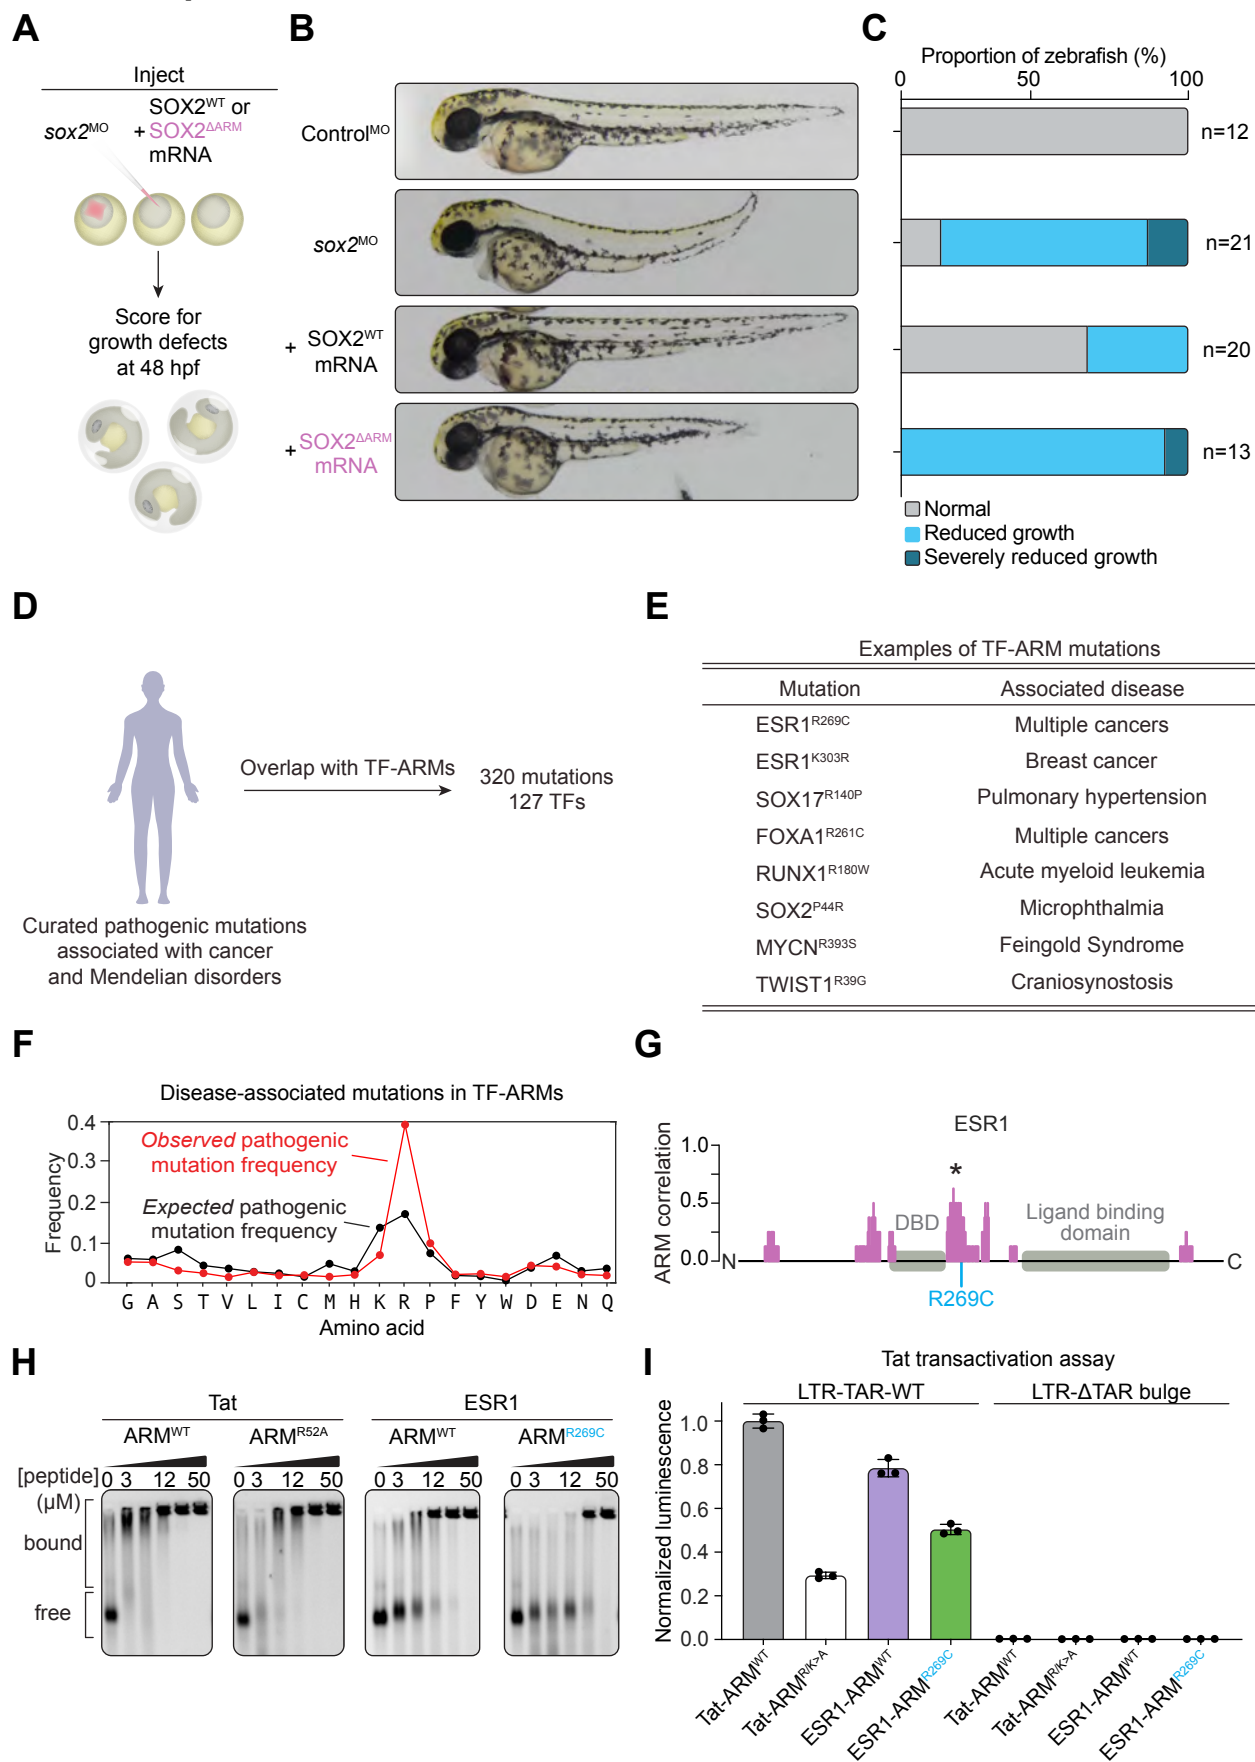 A
Inject
sox2MO + SOX2WT or
SOX2ΔARM
mRNA
Score for
growth defects
at 48 hpf
B
ControlMO
sox2MO
+ SOX2WT
mRNA
+ SOX2ΔARM
mRNA
C
Proportion of zebrafish (%)
0 50 100
n=12
n=21
n=20
n=13
Normal
Reduced growth
Severely reduced growth
D
Overlap with TF-ARMs
320 mutations
127 TFs
Curated pathogenic mutations
associated with cancer
and Mendelian disorders
E
Examples of TF-ARM mutations
Mutation Associated disease
ESR1R269C Multiple cancers
ESR1K303R Breast cancer
SOX17R140P Pulmonary hypertension
FOXA1R261C Multiple cancers
RUNX1R180W Acute myeloid leukemia
SOX2P44R Microphthalmia
MYCNR393S Feingold Syndrome
TWIST1R39G Craniosynostosis
F
Disease-associated mutations in TF-ARMs
Frequency
0.4
0.3
0.2
0.1
0
Observed pathogenic
mutation frequency
Expected pathogenic
mutation frequency
G A S T V L I C M H K R P F Y W D E N Q
Amino acid
G
ESR1
ARM correlation
1.0
0.5
0.0
*
DBD
Ligand binding
domain
N
C
R269C
H
Tat ESR1
ARMWT ARMR52A ARMWT ARMR269C
[peptide] 0 3 12 50 0 3 12 50 0 3 12 50 0 3 12 50
(µM)
bound
free
I
Tat transactivation assay
LTR-TAR-WT LTR-ΔTAR bulge
Normalized luminescence
1.0
0.8
0.6
0.4
0.2
0.0
Tat-ARMWT
Tat-ARMR/K>A
ESR1-ARMWT
ESR1-ARMR269C
Tat-ARMWT
Tat-ARMR/K>A
ESR1-ARMWT
ESR1-ARMR269C